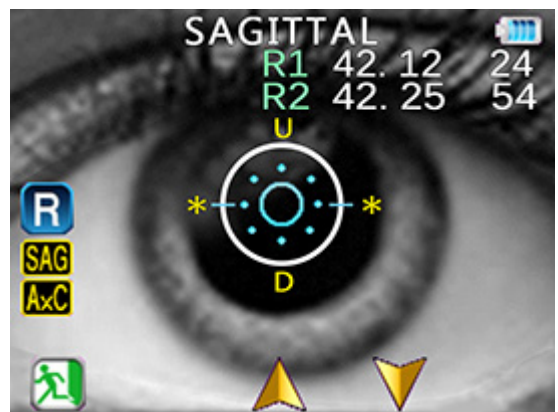 SAGITTAL
R1 42. 12 24
R2 42. 25 54
U
* *
R
D
SAG
AxC